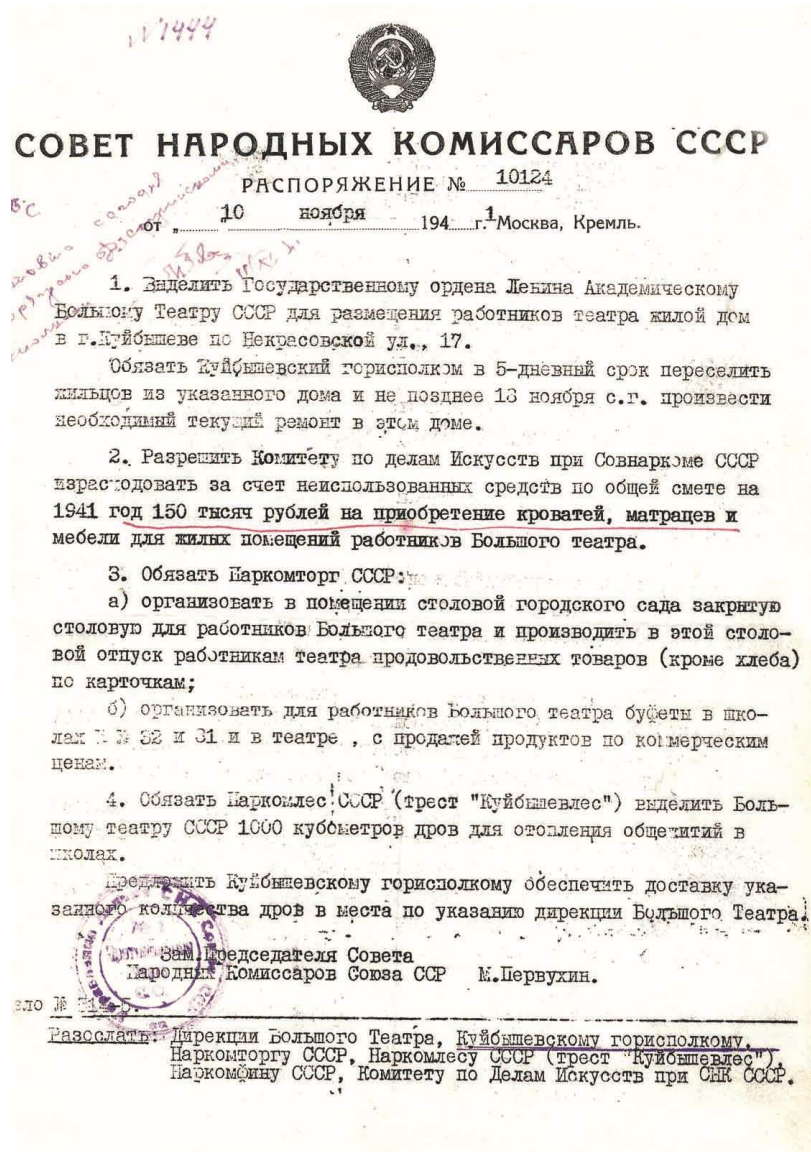 №1444
СОВЕТ НАРОДНЫХ КОМИССАРОВ СССР
РАСПОРЯЖЕНИЕ № 10124
от „ 10 ноября 1941 г. Москва, Кремль.
1. Выделить Государственному ордена Ленина Академическому
Большому Театру СССР для размещения работников театра жилой дом
в г.Куйбышеве по Некрасовской ул., 17.
Обязать Куйбышевский горисполком в 5-дневный срок переселить
жильцов из указанного дома и не позднее 18 ноября с.г. произвести
необходимый текущий ремонт в этом доме.
2. Разрешить Комитету по делам Искусств при Совнаркоме СССР
израсходовать за счет неиспользованных средств по общей смете на
1941 год 150 тысяч рублей на приобретение кроватей, матрацев и
мебели для жилых помещений работников Большого театра.
3. Обязать Наркомторг СССР:
а) организовать в помещении столовой городского сада закрытую
столовую для работников Большого театра и производить в этой столо-
вой отпуск работникам театра продовольственных товаров (кроме хлеба)
по карточкам;
б) организовать для работников Большого театра буфеты в шко-
лах № № 32 и 31 и в театре , с продажей продуктов по коммерческим
ценам.
4. Обязать Наркомлес СССР (трест "Куйбышевлес") выделить Боль-
шому театру СССР 1000 кубометров дров для отопления общежитий в
школах.
Предложить Куйбышевскому горисполкому обеспечить доставку ука-
занного количества дров в места по указанию дирекции Большого Театра.
Зам.Председателя Совета
Народных Комиссаров Союза ССР М.Первухин.
Разослать: Дирекции Большого Театра, Куйбышевскому горисполкому,
Наркомторгу СССР, Наркомлесу СССР (трест "Куйбышевлес"),
Наркомфину СССР, Комитету по Делам Искусств при СНК СССР.